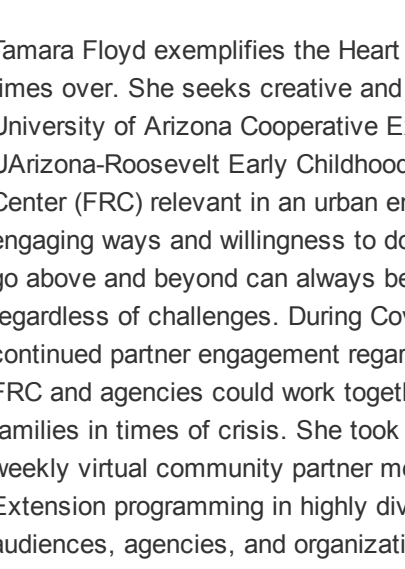 Tamara Floyd exemplifies the Heart
times over. She seeks creative and
University of Arizona Cooperative E
UArizona-Roosevelt Early Childhood
Center (FRC) relevant in an urban e
engaging ways and willingness to do
go above and beyond can always be
regardless of challenges. During Co
continued partner engagement regar
FRC and agencies could work togeth
families in times of crisis. She took
weekly virtual community partner m
Extension programming in highly div
audiences, agencies, and organizati